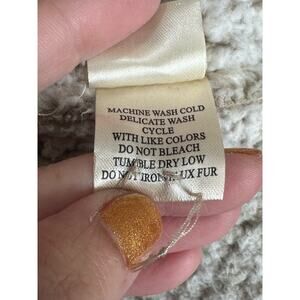 MACHINE WASH COLD
DELICATE WASH
CYCLE
WITH LIKE COLORS
DO NOT BLEACH
TUMBLE DRY LOW
DO NOT IRON UX FUR